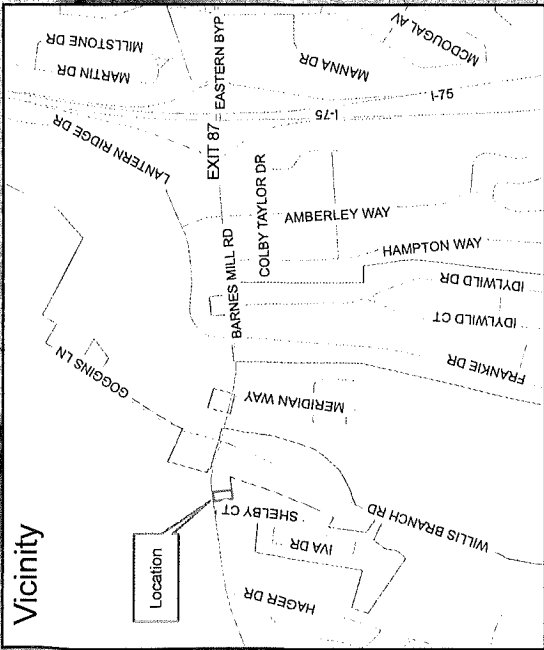 Vicinity
Location
MILLSTONE DR
MARTIN DR
LANTERN RIDGE DR
EXIT 87
EASTERN BYP
MANNA DR
MCDOUGAL AV
I-75
I-75
GOGGINS LN
BARNES MILL RD
COLBY TAYLOR DR
AMBERLEY WAY
HAMPTON WAY
IDYLWILD DR
IDYLWILD CT
FRANKIE DR
MERIDIAN WAY
SHELBY CT
IVA DR
HAGER DR
WILLIS BRANCH RD